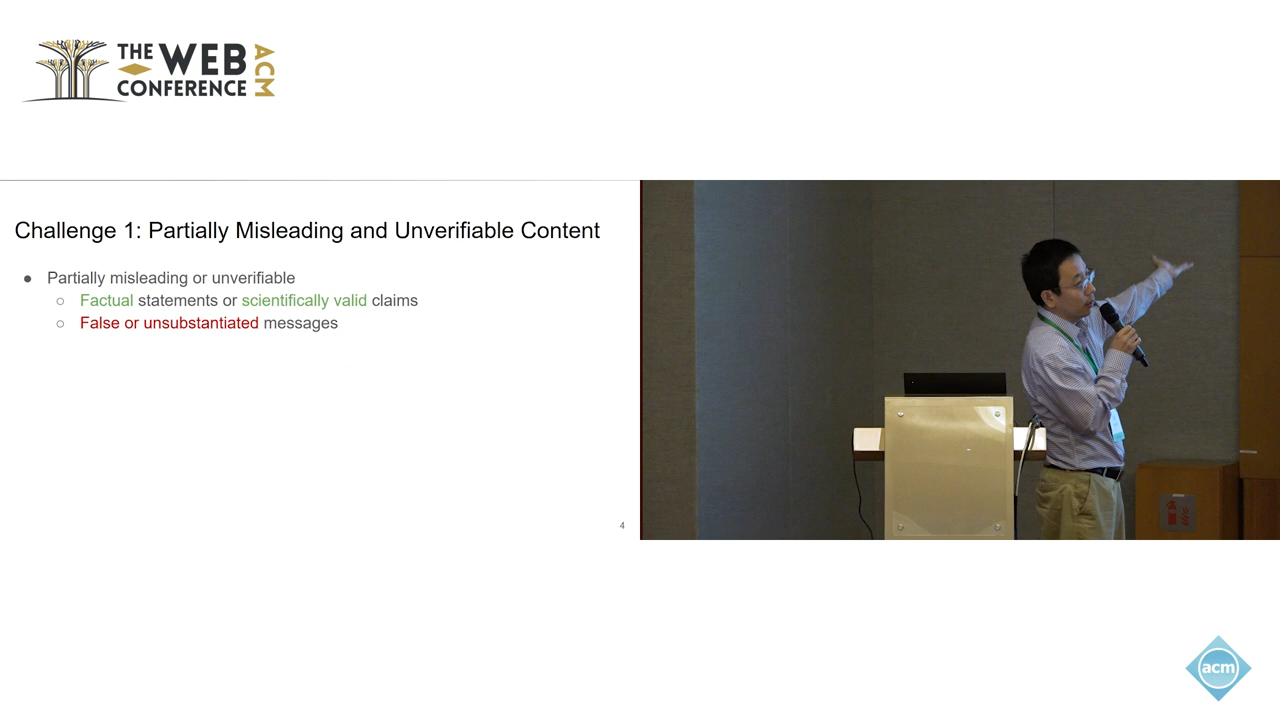 THE WEB
CONFERENCE
ACM
Challenge 1: Partially Misleading and Unverifiable Content
● Partially misleading or unverifiable
○ Factual statements or scientifically valid claims
○ False or unsubstantiated messages
4
acm